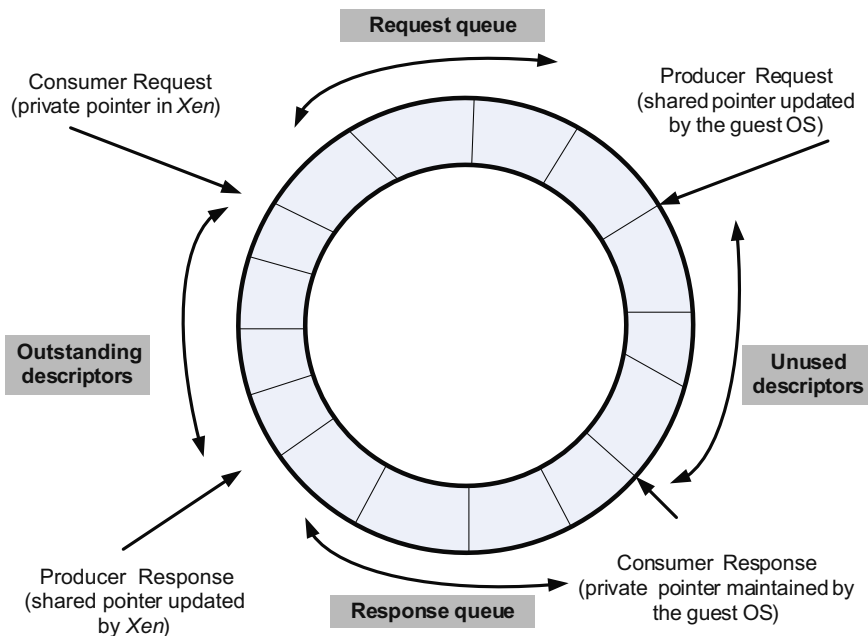 Request queue
Consumer Request
(private pointer in Xen)
Producer Request
(shared pointer updated
by the guest OS)
Outstanding
descriptors
Unused
descriptors
Producer Response
(shared pointer updated
by Xen)
Response queue
Consumer Response
(private pointer maintained by
the guest OS)